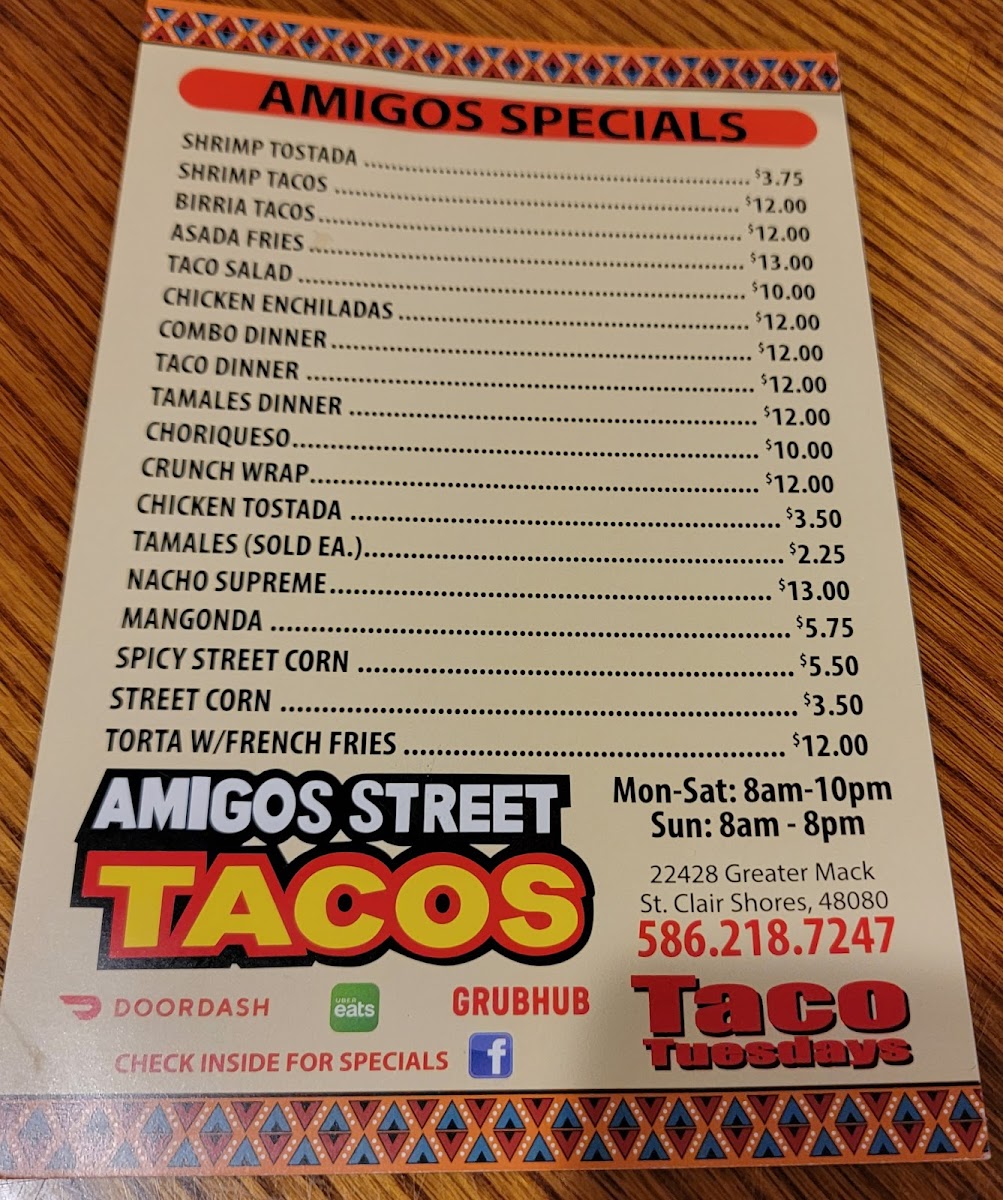 AMIGOS SPECIALS
SHRIMP TOSTADA $3.75
SHRIMP TACOS $12.00
BIRRIA TACOS $12.00
ASADA FRIES $13.00
TACO SALAD $10.00
CHICKEN ENCHILADAS $12.00
COMBO DINNER $12.00
TACO DINNER $12.00
TAMALES DINNER $12.00
CHORIQUESO $10.00
CRUNCH WRAP $12.00
CHICKEN TOSTADA $3.50
TAMALES (SOLD EA.) $2.25
NACHO SUPREME $13.00
MANGONDA $5.75
SPICY STREET CORN $5.50
STREET CORN $3.50
TORTA W/FRENCH FRIES $12.00
AMIGOS STREET
TACOS
Mon-Sat: 8am-10pm
Sun: 8am - 8pm
22428 Greater Mack
St. Clair Shores, 48080
586.218.7247
DOORDASH
UBER
eats
GRUBHUB
Taco
Tuesdays
CHECK INSIDE FOR SPECIALS
f